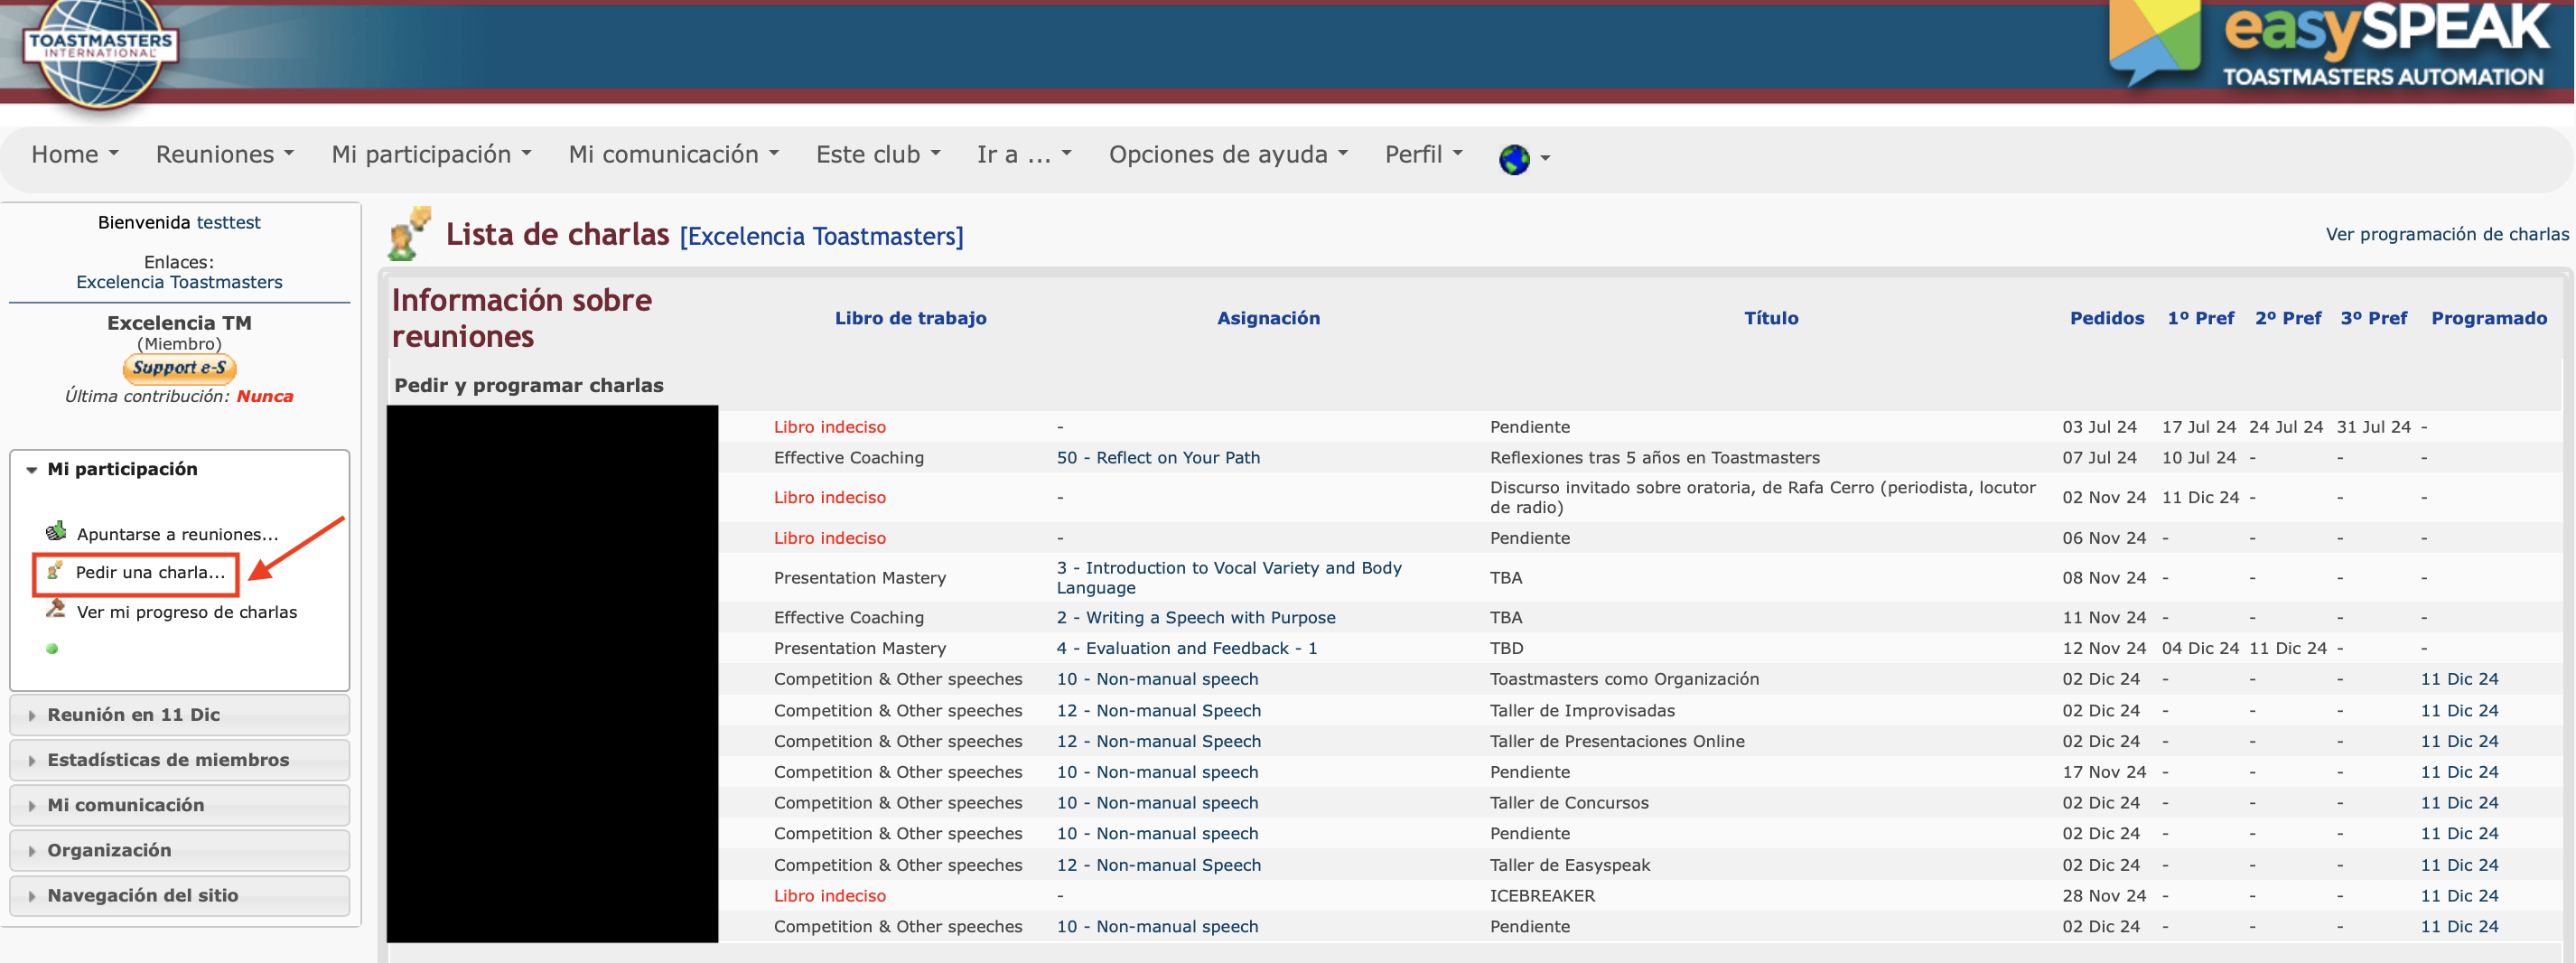 TOASTMASTERS
INTERNATIONAL
easySPEAK
TOASTMASTERS AUTOMATION
Home Reuniones Mi participación Mi comunicación Este club Ir a ... Opciones de ayuda Perfil
Bienvenida testtest
Enlaces:
Excelencia Toastmasters
Excelencia TM
(Miembro)
Support e-S
Última contribución: Nunca
Mi participación
Apuntarse a reuniones...
Pedir una charla...
Ver mi progreso de charlas
Reunión en 11 Dic
Estadísticas de miembros
Mi comunicación
Organización
Navegación del sitio
Lista de charlas [Excelencia Toastmasters]
Ver programación de charlas
Información sobre
reuniones
Libro de trabajo Asignación Título Pedidos 1º Pref 2º Pref 3º Pref Programado
Pedir y programar charlas
Libro indeciso - Pendiente 03 Jul 24 17 Jul 24 24 Jul 24 31 Jul 24 -
Effective Coaching 50 - Reflect on Your Path Reflexiones tras 5 años en Toastmasters 07 Jul 24 10 Jul 24 - - -
Libro indeciso - Discurso invitado sobre oratoria, de Rafa Cerro (periodista, locutor
de radio) 02 Nov 24 11 Dic 24 - - -
Libro indeciso - Pendiente 06 Nov 24 - - - -
Presentation Mastery 3 - Introduction to Vocal Variety and Body
Language TBA 08 Nov 24 - - - -
Effective Coaching 2 - Writing a Speech with Purpose TBA 11 Nov 24 - - - -
Presentation Mastery 4 - Evaluation and Feedback - 1 TBD 12 Nov 24 04 Dic 24 11 Dic 24 - -
Competition & Other speeches 10 - Non-manual speech Toastmasters como Organización 02 Dic 24 - - - 11 Dic 24
Competition & Other speeches 12 - Non-manual Speech Taller de Improvisadas 02 Dic 24 - - - 11 Dic 24
Competition & Other speeches 12 - Non-manual Speech Taller de Presentaciones Online 02 Dic 24 - - - 11 Dic 24
Competition & Other speeches 10 - Non-manual speech Pendiente 17 Nov 24 - - - 11 Dic 24
Competition & Other speeches 10 - Non-manual speech Taller de Concursos 02 Dic 24 - - - 11 Dic 24
Competition & Other speeches 10 - Non-manual speech Pendiente 02 Dic 24 - - - 11 Dic 24
Competition & Other speeches 12 - Non-manual Speech Taller de Easyspeak 02 Dic 24 - - - 11 Dic 24
Libro indeciso - ICEBREAKER 28 Nov 24 - - - 11 Dic 24
Competition & Other speeches 10 - Non-manual speech Pendiente 02 Dic 24 - - - 11 Dic 24